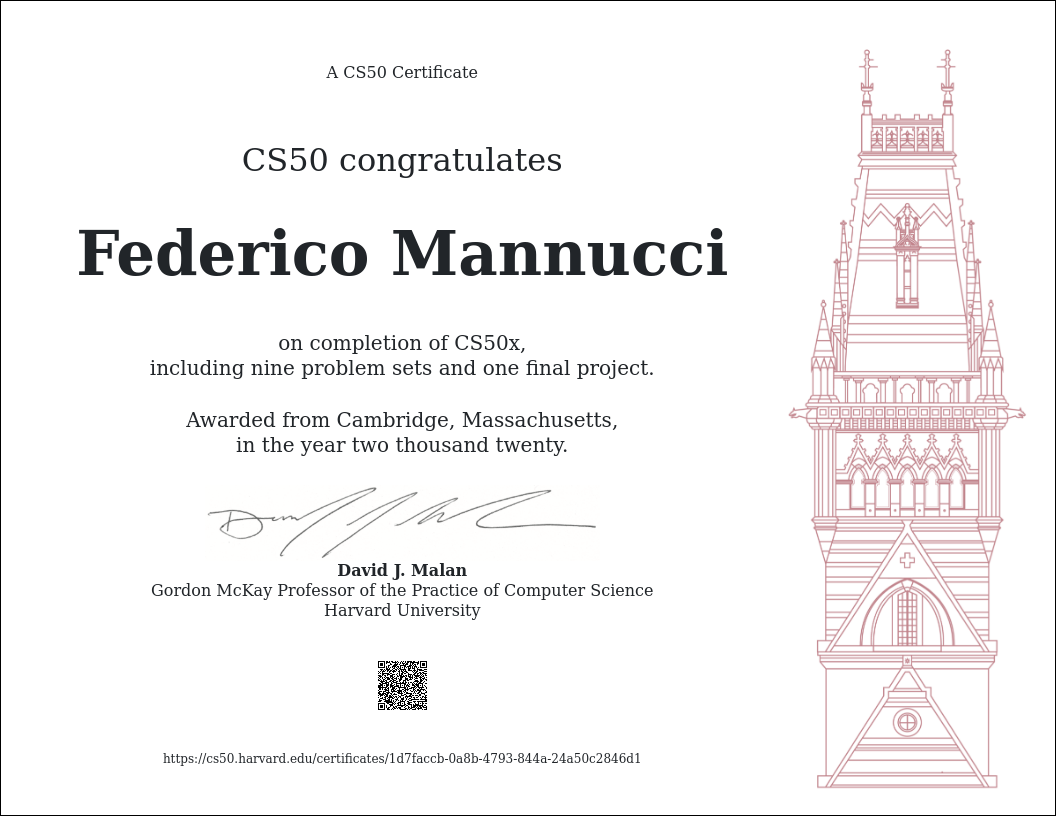 A CS50 Certificate
CS50 congratulates
Federico Mannucci
on completion of CS50x,
including nine problem sets and one final project.
Awarded from Cambridge, Massachusetts,
in the year two thousand twenty.
David J. Malan
Gordon McKay Professor of the Practice of Computer Science
Harvard University
https://cs50.harvard.edu/certificates/1d7faccb-0a8b-4793-844a-24a50c2846d1